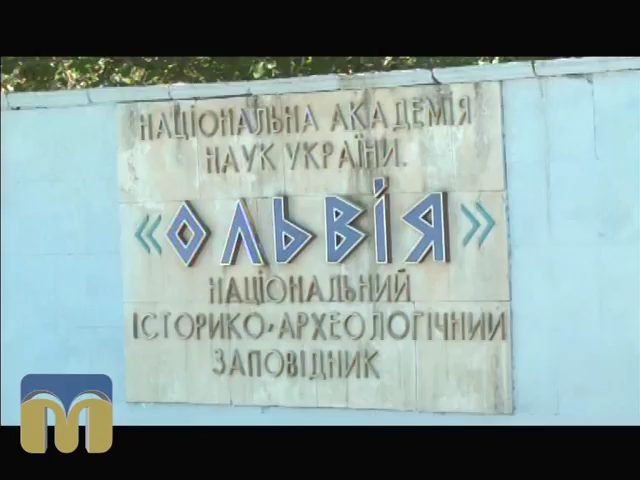 НАЦІОНАЛЬНА АКАДЕМІЯ
НАУК УКРАЇНИ.
«ОЛЬВІЯ»
НАЦІОНАЛЬНИЙ
ІСТОРИКО-АРХЕОЛОГІЧНИЙ
ЗАПОВІДНИК
М